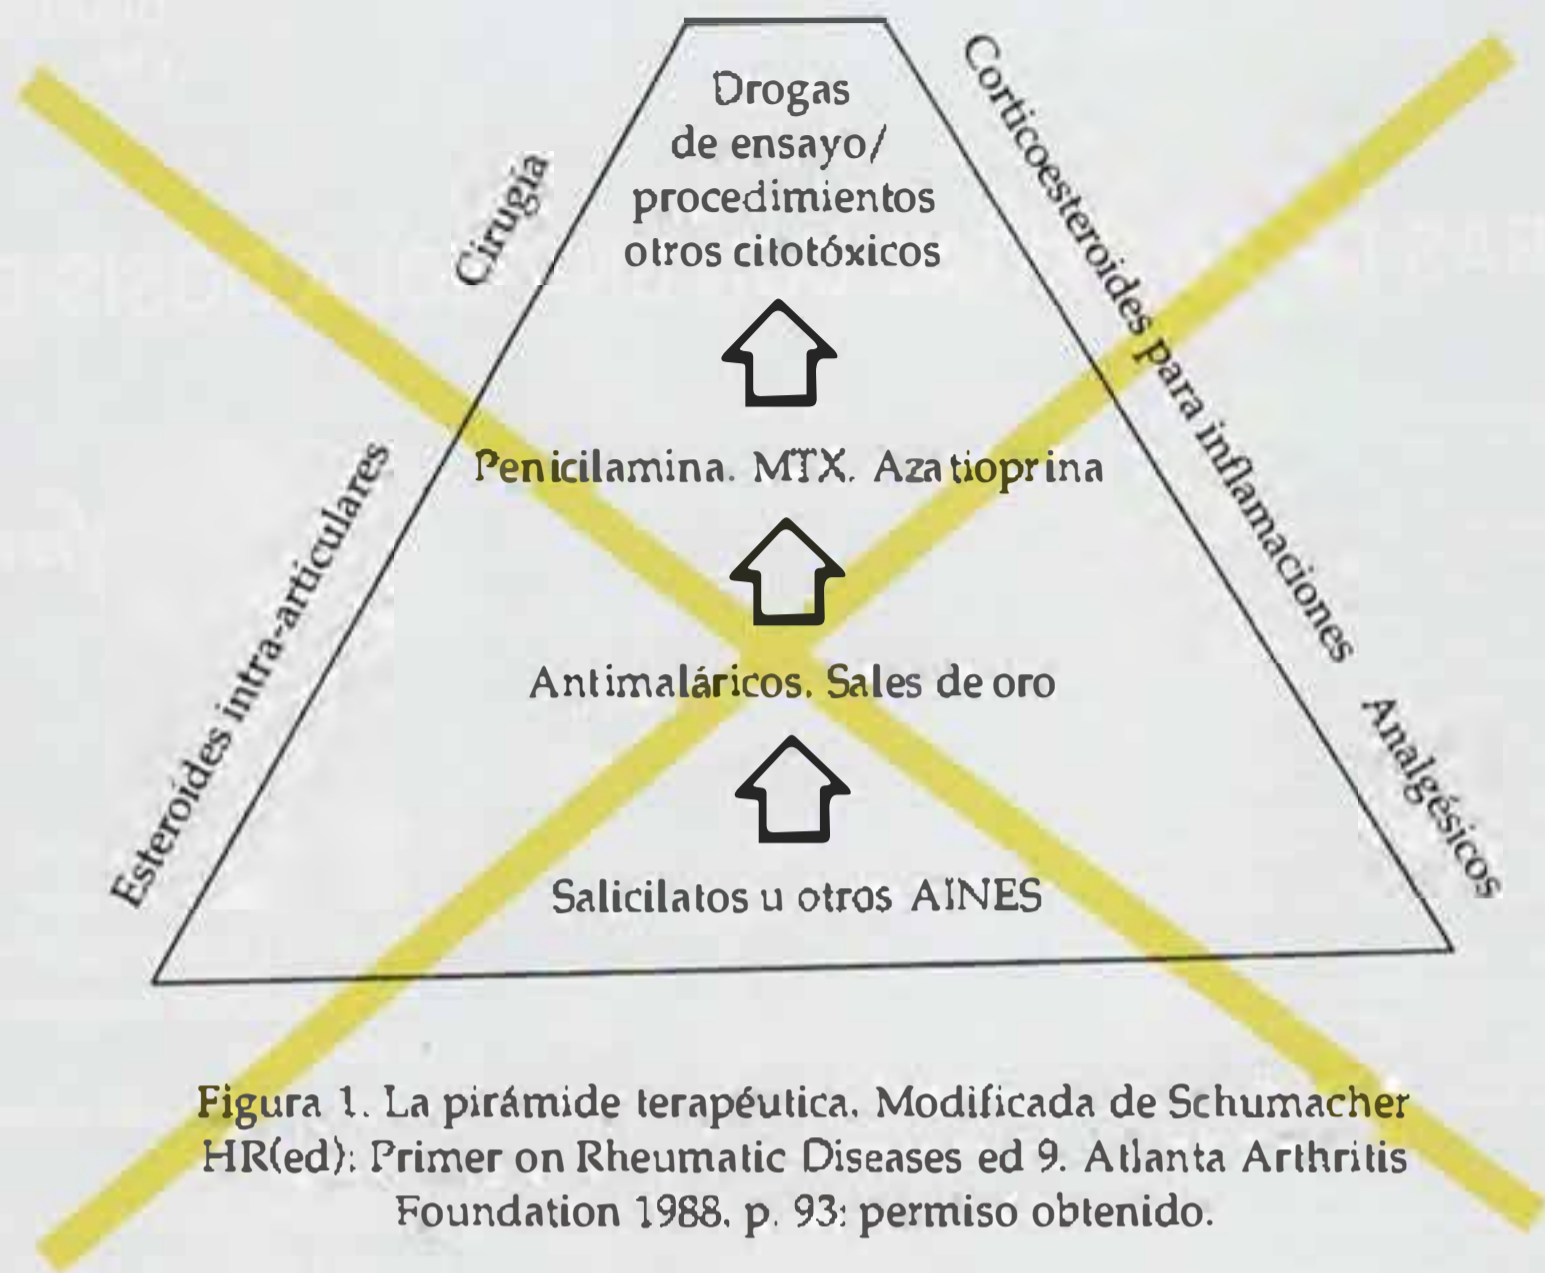 Drogas
de ensayo/
procedimientos
otros citotóxicos
Cirugía
Corticoesteroides para inflamaciones
Penicilamina. MTX. Azatioprina
Esteroides intra-articulares
Antimaláricos. Sales de oro
Analgésicos
Salicilatos u otros AINES
Figura 1. La pirámide terapéutica. Modificada de Schumacher
HR(ed): Primer on Rheumatic Diseases ed 9. Atlanta Arthritis
Foundation 1988. p. 93: permiso obtenido.